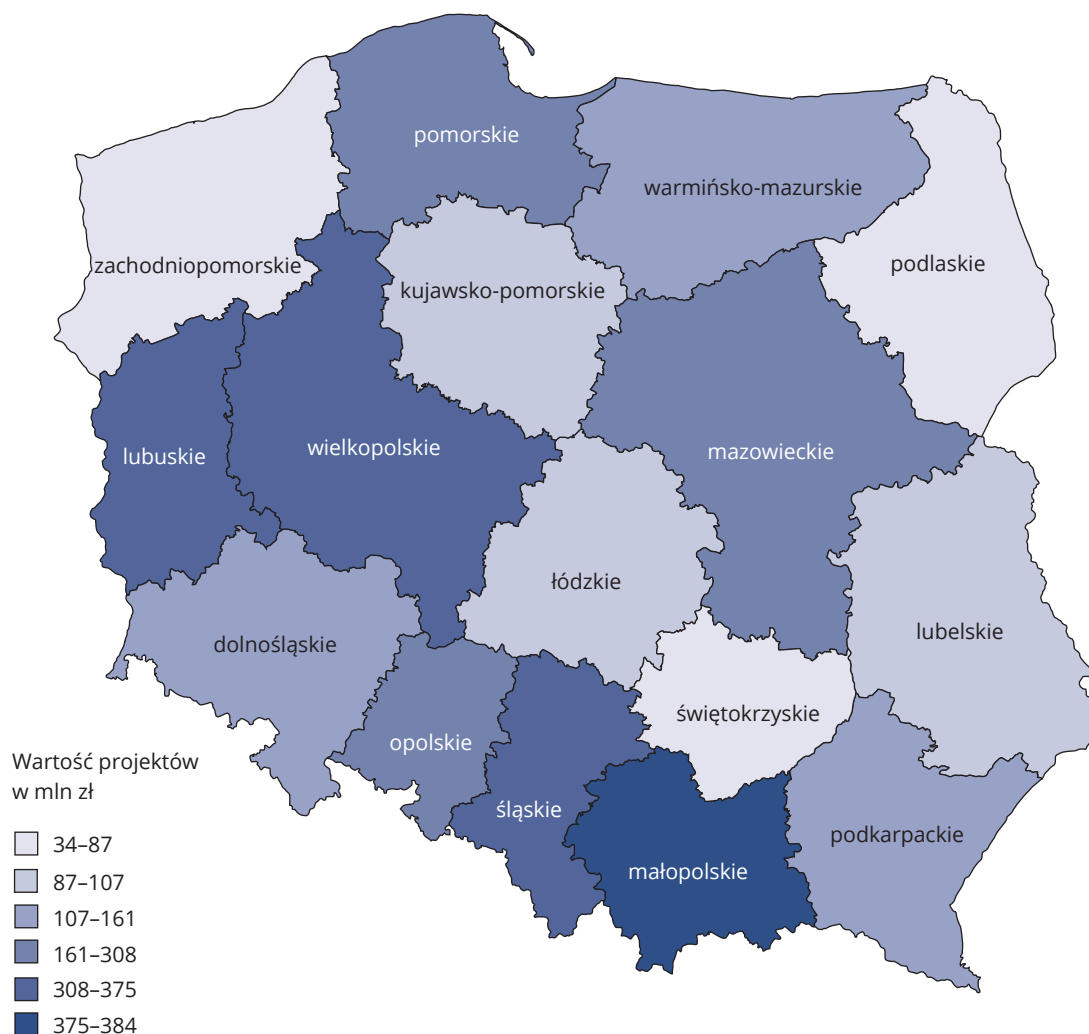 pomorskie
warmińsko-mazurskie
podlaskie
zachodniopomorskie
kujawsko-pomorskie
wielkopolskie
mazowieckie
lubuskie
łódzkie
lubelskie
dolnośląskie
świętokrzyskie
opolskie
śląskie
podkarpackie
małopolskie
Wartość projektów
w mln zł
34–87
87–107
107–161
161–308
308–375
375–384